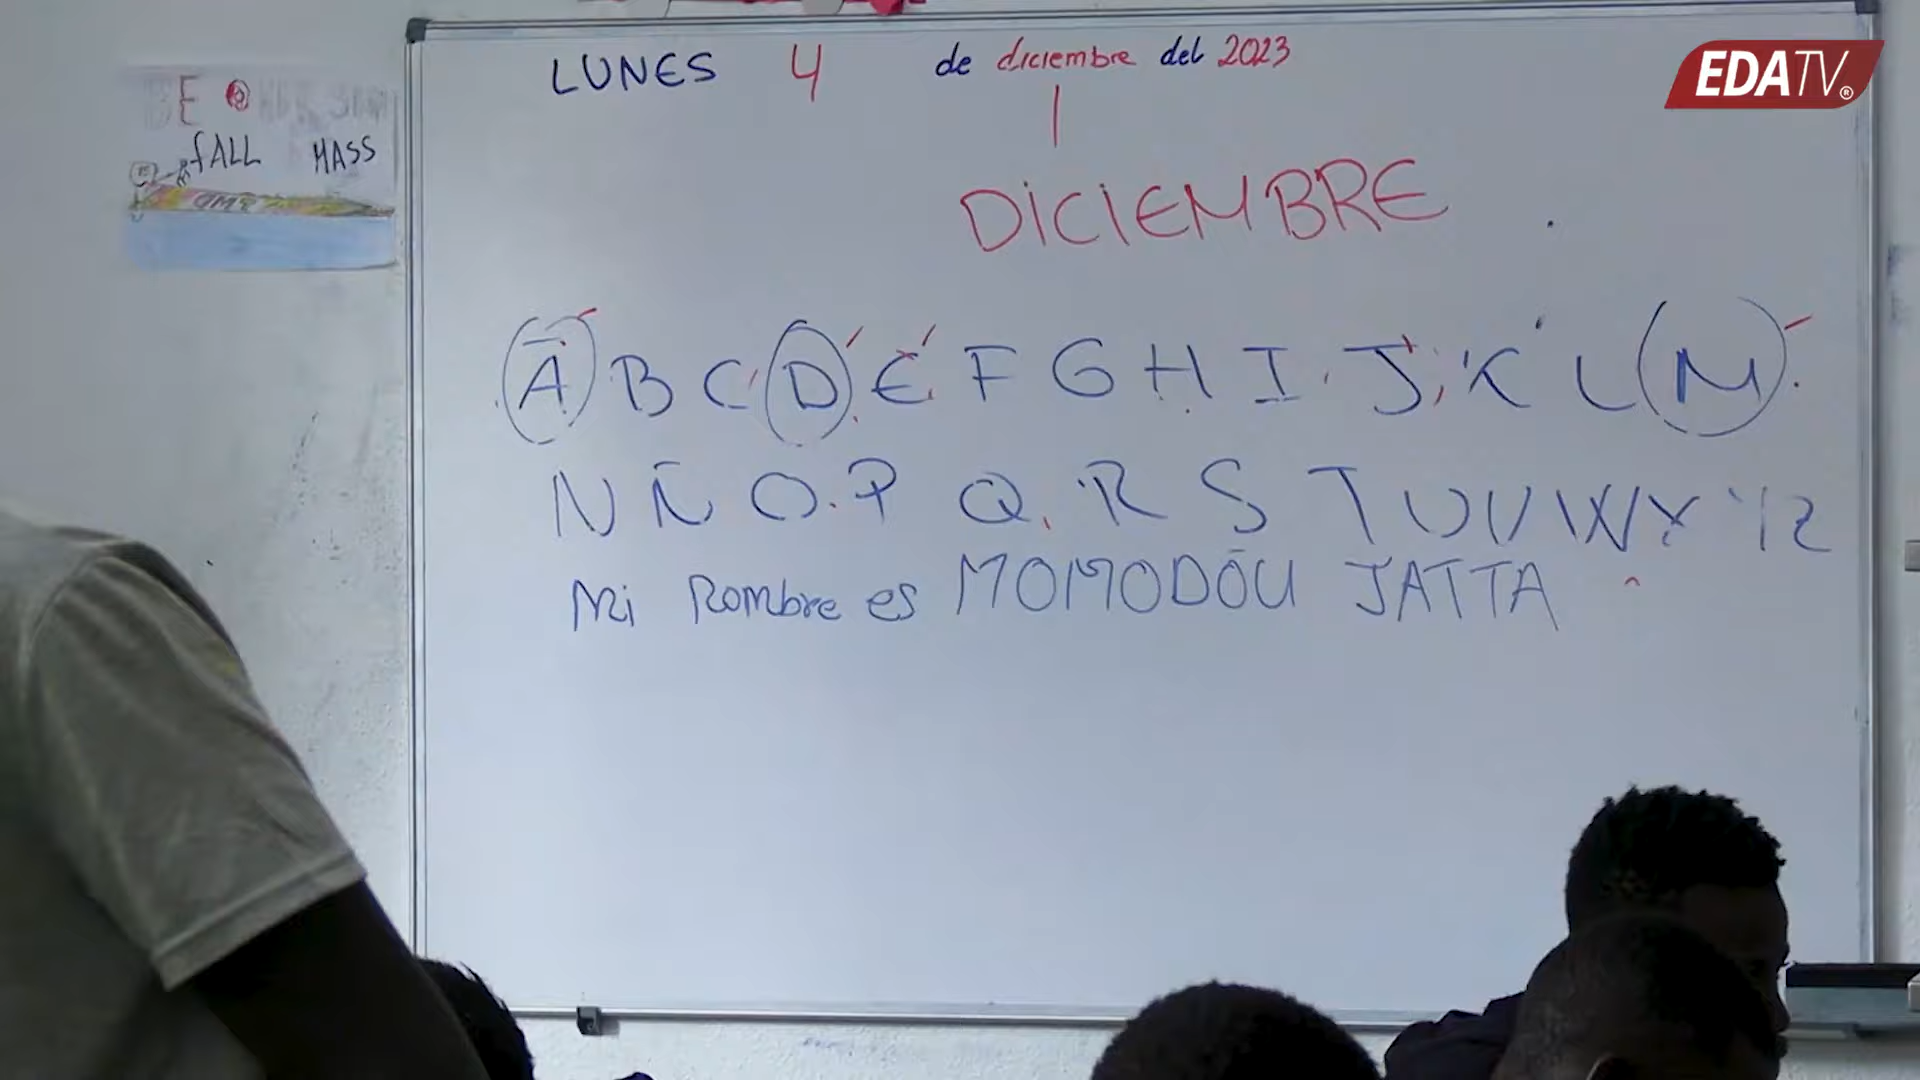 LUNES 4 de diciembre del 2023
EDATV®
DICIEMBRE
fALL MASS
A B C D E F G H I J K L M
N Ñ O P Q R S T U V W X Y Z
Mi Nombre es MOMODOU JATTA